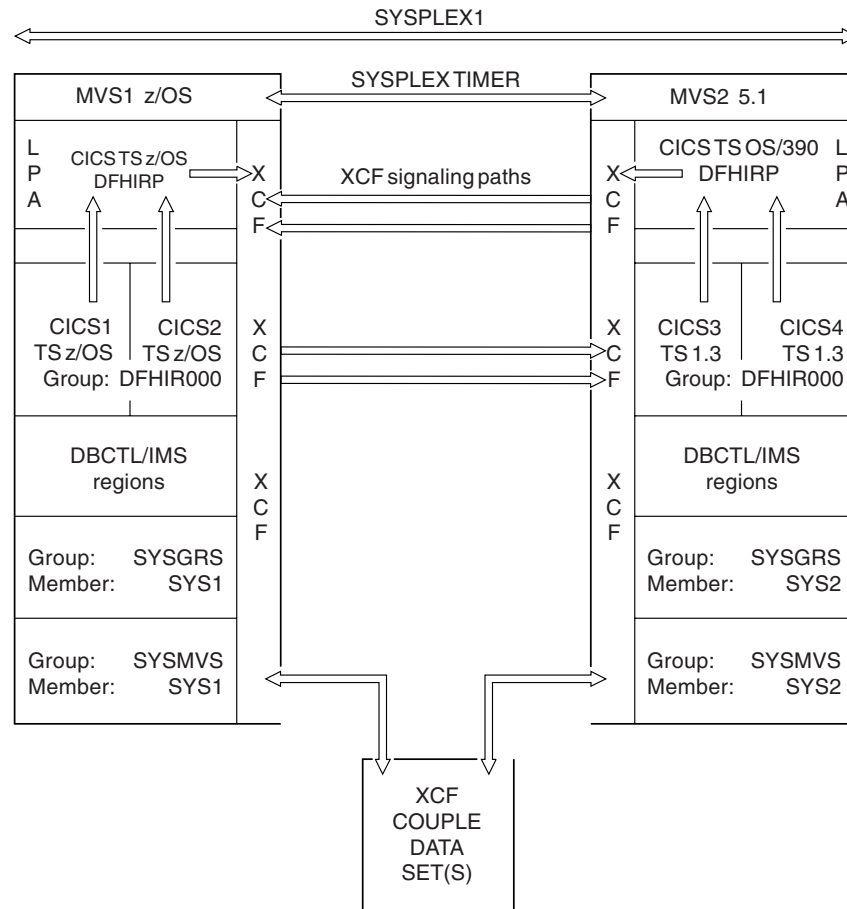 SYSPLEX1
SYSPLEX TIMER
MVS1 z/OS
MVS2 5.1
L
P
A
CICS TS z/OS
DFHIRP
X
C
F
XCF signaling paths
X
C
F
CICS TS OS/390
DFHIRP
L
P
A
CICS1
TS z/OS
CICS2
TS z/OS
Group: DFHIR000
X
C
F
X
C
F
CICS3
TS 1.3
CICS4
TS 1.3
Group: DFHIR000
DBCTL/IMS
regions
X
C
F
X
C
F
DBCTL/IMS
regions
Group: SYSGRS
Member: SYS1
Group: SYSGRS
Member: SYS2
Group: SYSMVS
Member: SYS1
Group: SYSMVS
Member: SYS2
XCF
COUPLE
DATA
SET(S)